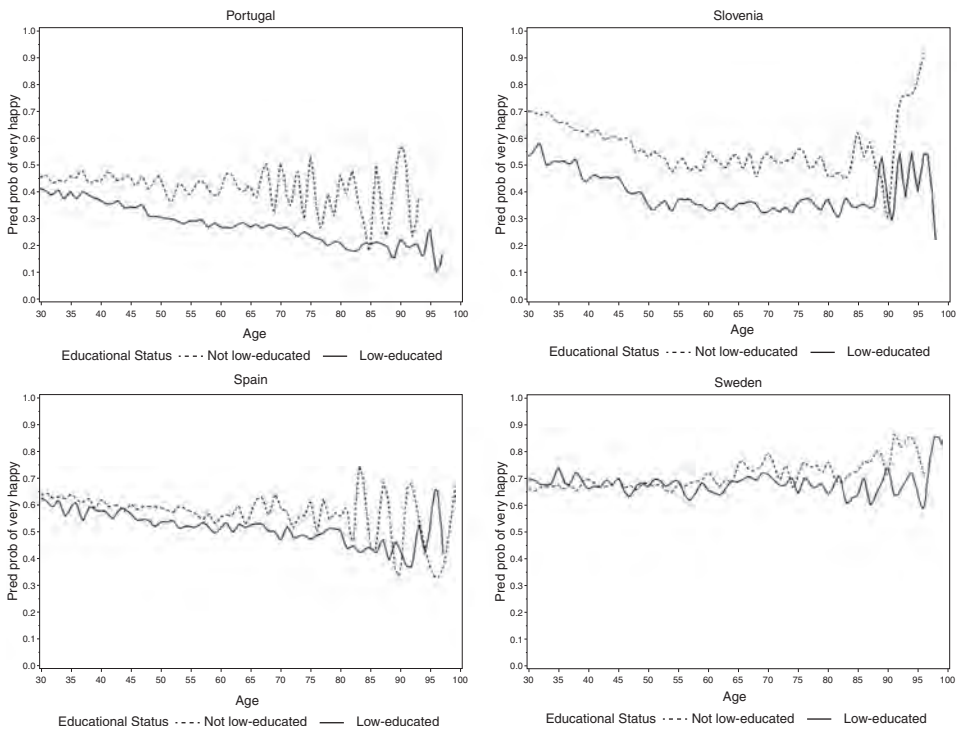 Portugal
Pred prob of very happy
1.0
0.9
0.8
0.7
0.6
0.5
0.4
0.3
0.2
0.1
0.0
30 35 40 45 50 55 60 65 70 75 80 85 90 95 100
Age
Educational Status Not low-educated Low-educated
Slovenia
Pred prob of very happy
1.0
0.9
0.8
0.7
0.6
0.5
0.4
0.3
0.2
0.1
0.0
30 35 40 45 50 55 60 65 70 75 80 85 90 95 100
Age
Educational Status Not low-educated Low-educated
Spain
Pred prob of very happy
1.0
0.9
0.8
0.7
0.6
0.5
0.4
0.3
0.2
0.1
0.0
30 35 40 45 50 55 60 65 70 75 80 85 90 95 100
Age
Educational Status Not low-educated Low-educated
Sweden
Pred prob of very happy
1.0
0.9
0.8
0.7
0.6
0.5
0.4
0.3
0.2
0.1
0.0
30 35 40 45 50 55 60 65 70 75 80 85 90 95 100
Age
Educational Status Not low-educated Low-educated